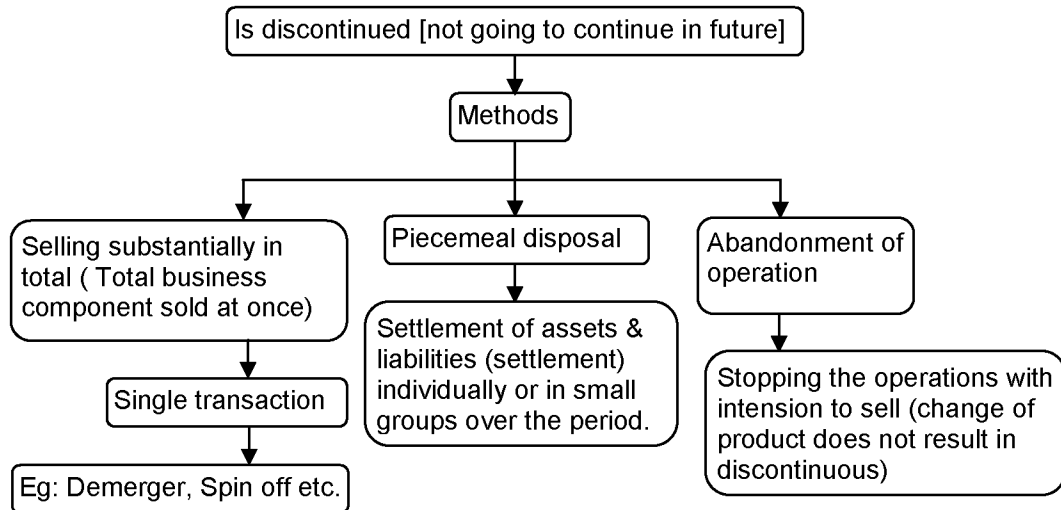 Is discontinued [not going to continue in future]
Methods
Selling substantially in
total ( Total business
component sold at once)
Single transaction
Eg: Demerger, Spin off etc.
Piecemeal disposal
Settlement of assets &
liabilities (settlement)
individually or in small
groups over the period.
Abandonment of
operation
Stopping the operations with
intension to sell (change of
product does not result in
discontinuous)